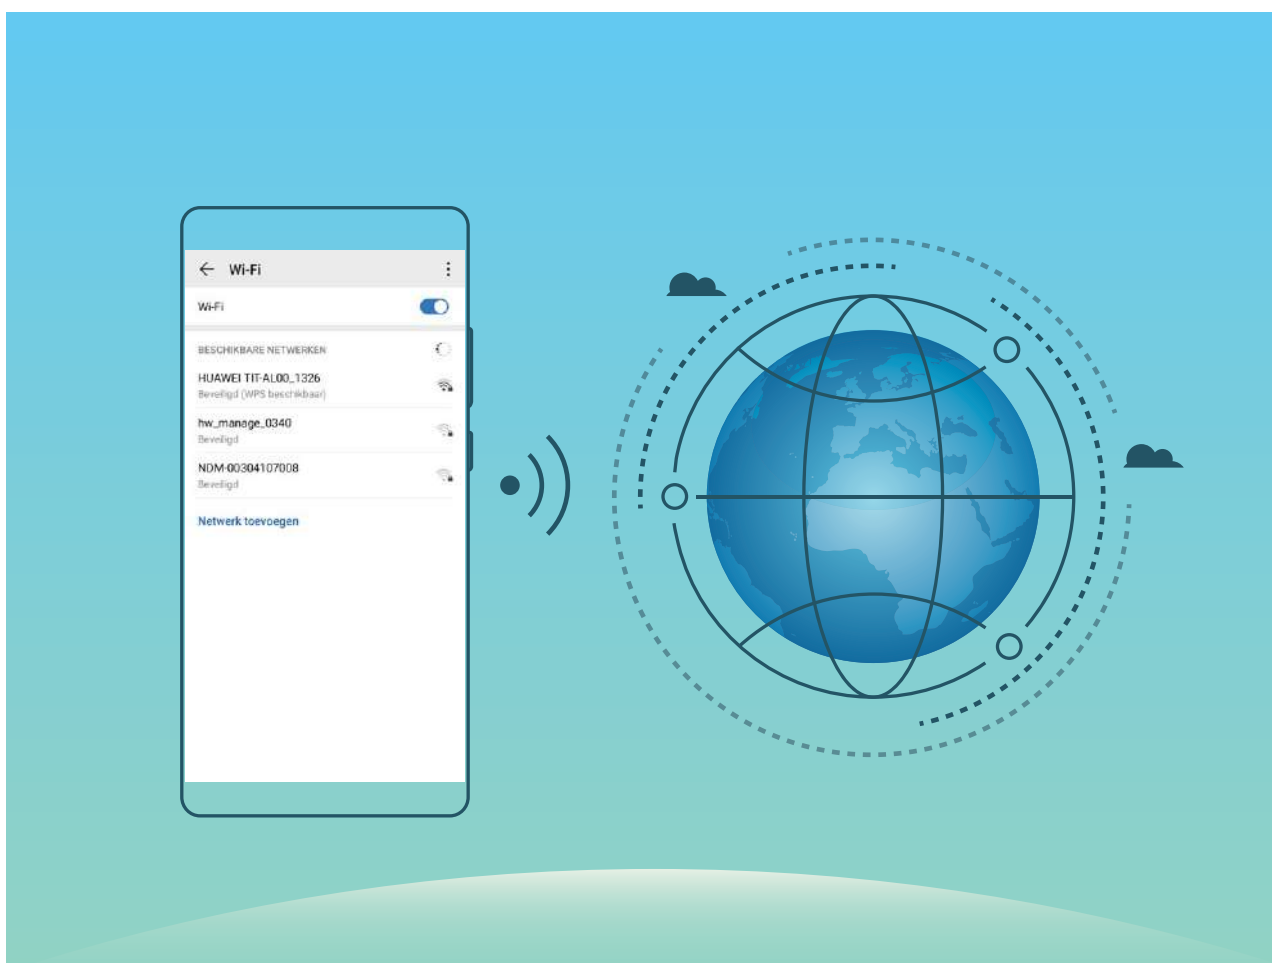 Wi-Fi
Wi-Fi
BESCHIKBARE NETWERKEN
HUAWEI TIT-AL00_1326
Beveiligd (WPS beschikbaar)
hw_manage_0340
Beveiligd
NDM-00304107008
Beveiligd
Netwerk toevoegen